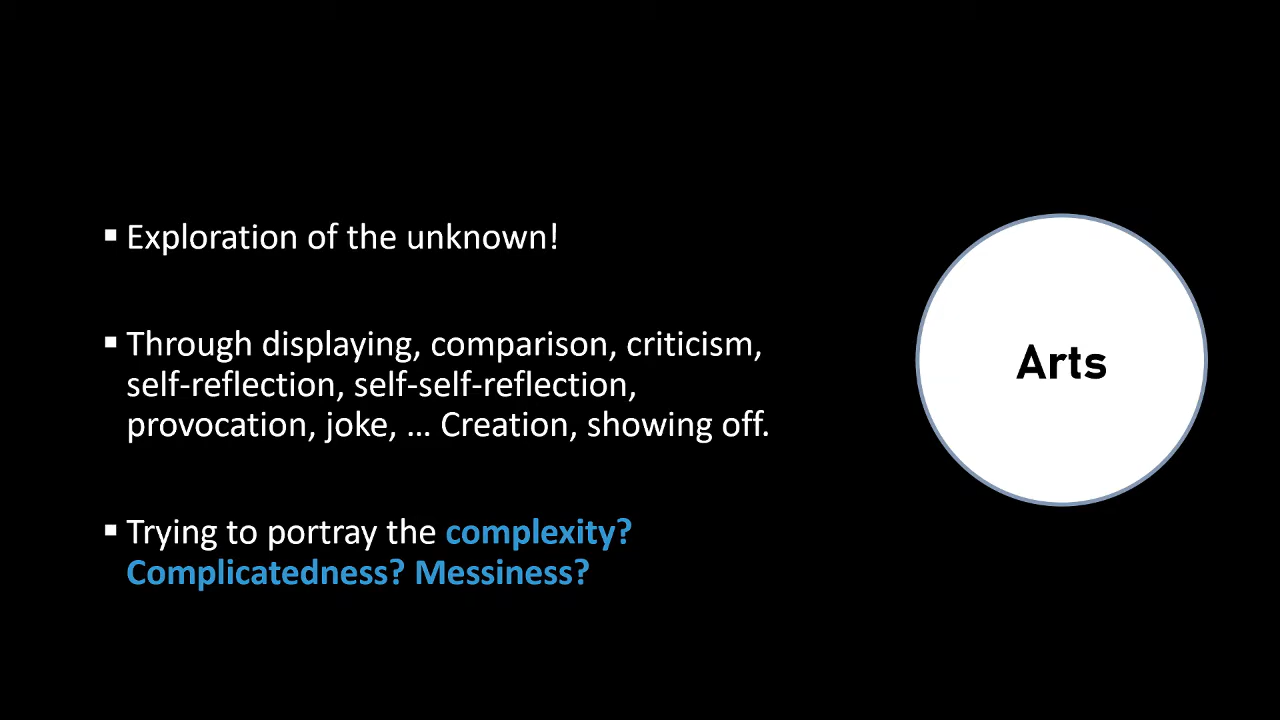 ▪ Exploration of the unknown!
▪ Through displaying, comparison, criticism,
self-reflection, self-self-reflection,
provocation, joke, … Creation, showing off.
▪ Trying to portray the complexity?
Complicatedness? Messiness?
Arts